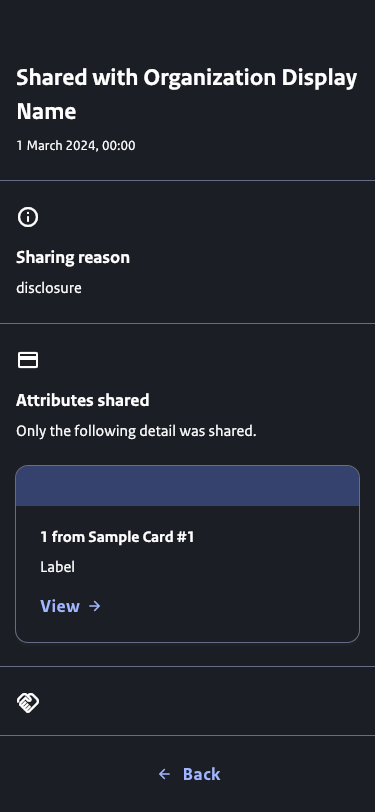 Shared with Organization Display
Name
1 March 2024, 00:00
Sharing reason
disclosure
Attributes shared
Only the following detail was shared.
1 from Sample Card #1
Label
View
Back